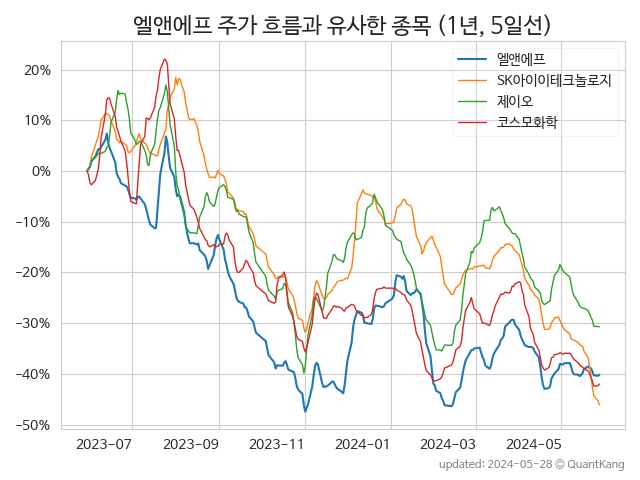 엘앤에프 주가 흐름과 유사한 종목 (1년, 5일선)
엘앤에프
SK아이이테크놀로지
제이오
코스모화학
20%
10%
0%
−10%
−20%
−30%
−40%
−50%
2023-07 2023-09 2023-11 2024-01 2024-03 2024-05
updated: 2024-05-28 © QuantKang